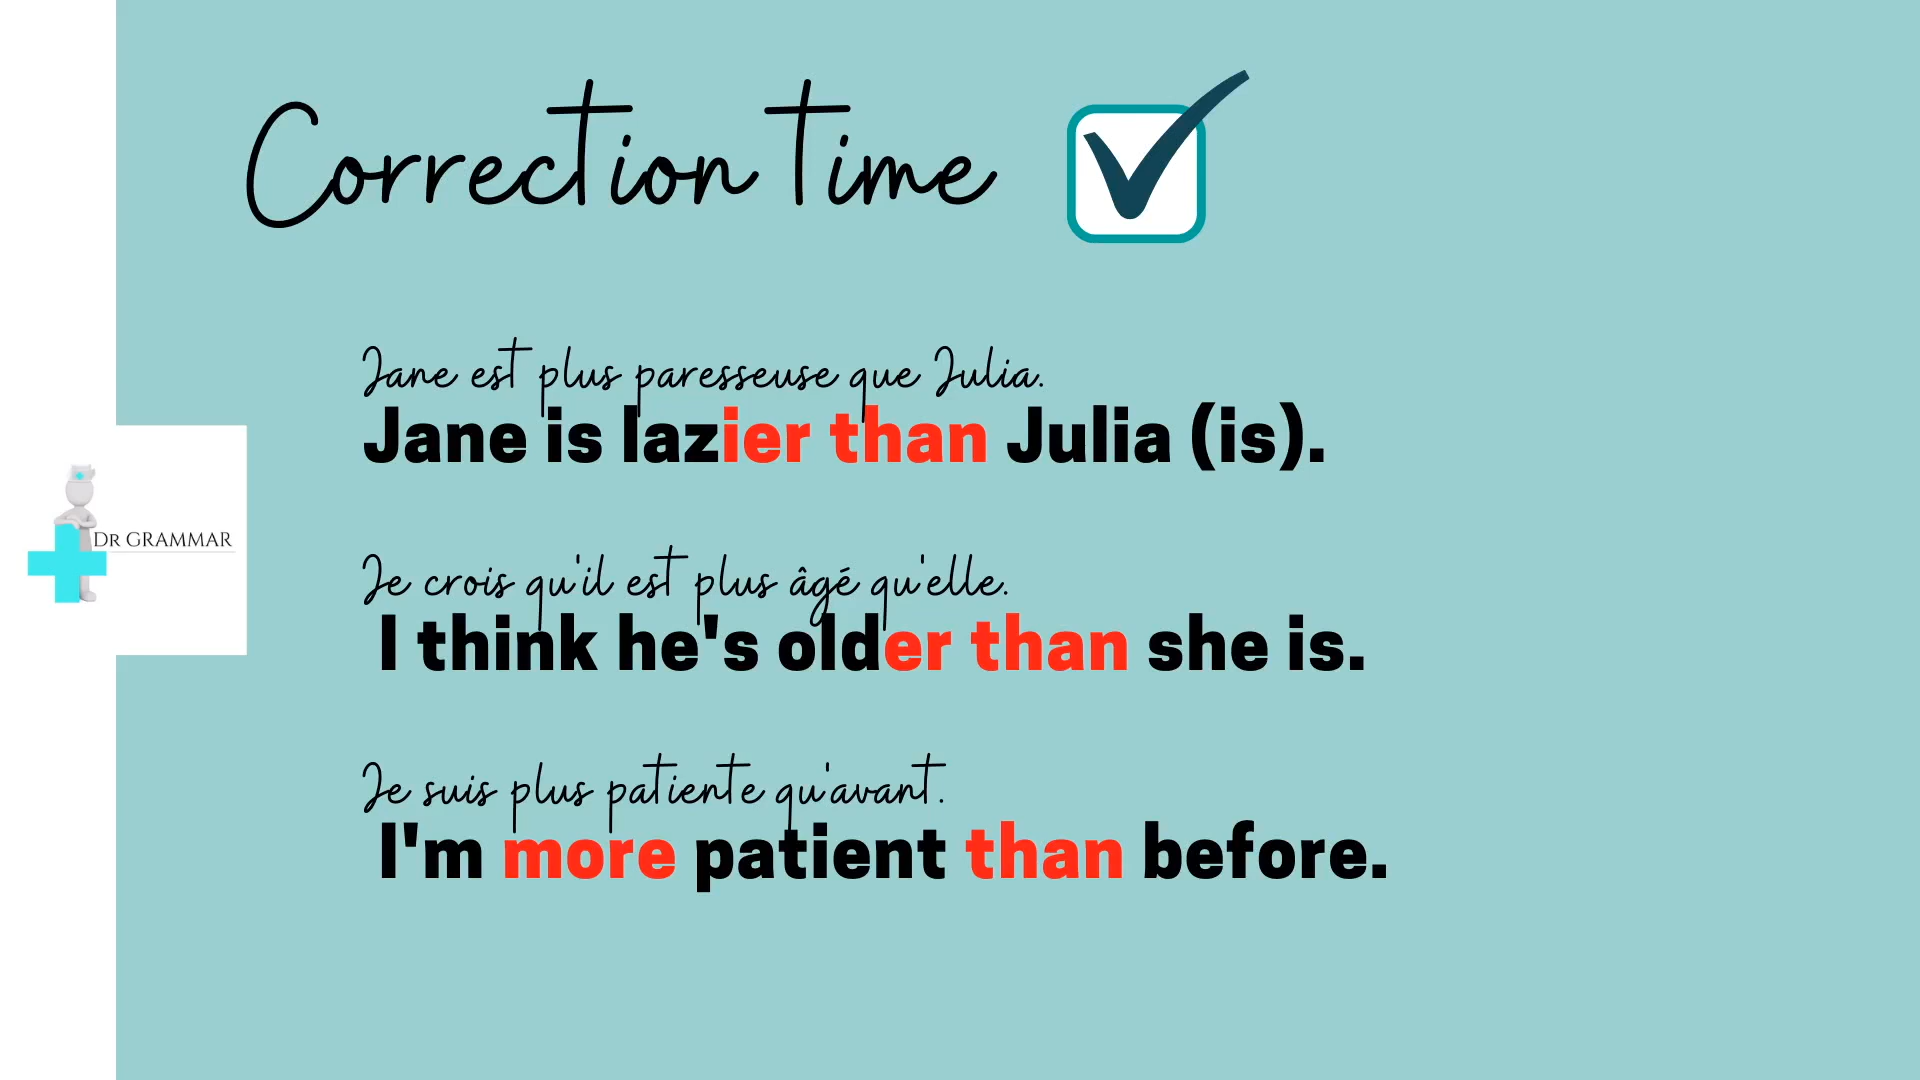 Correction time
Jane est plus paresseuse que Julia.
Jane is lazier than Julia (is).
DR GRAMMAR
Je crois qu'il est plus âgé qu'elle.
I think he's older than she is.
Je suis plus patiente qu'avant.
I'm more patient than before.